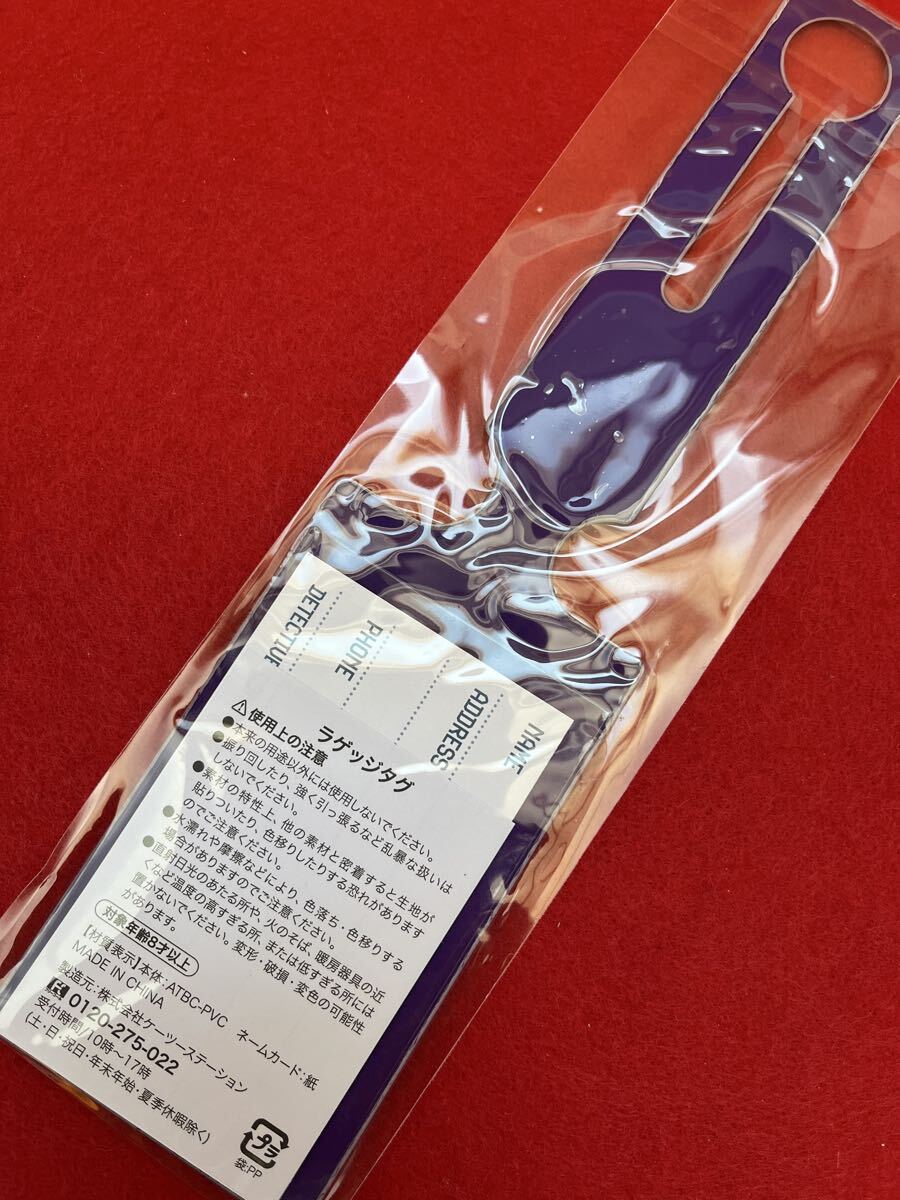 NAME
ADDRESS
PHONE
DETECTIVE
ラゲッジタグ
⚠使用上の注意
●本来の用途以外には使用しないでください。
●振り回したり、強く引っ張るなど乱暴な扱いは
しないでください。
●素材の特性上、他の素材と密着すると生地が
貼りついたり、色移りしたりする恐れがあります
のでご注意ください。
●水濡れや摩擦などにより、色落ち・色移りする
場合がありますのでご注意ください。
●直射日光のあたる所や、火のそば、暖房器具の近
くなど温度の高すぎる所、または低すぎる所には
置かないでください。変形・破損・変色の可能性
があります。
対象年齢8才以上
【材質表示】本体:ATBC-PVC ネームカード:紙
MADE IN CHINA
製造元:株式会社ケーツーステーション
0120-275-022
受付時間/10時～17時
(土・日・祝日・年末年始・夏季休暇除く)
プラ
袋:PP